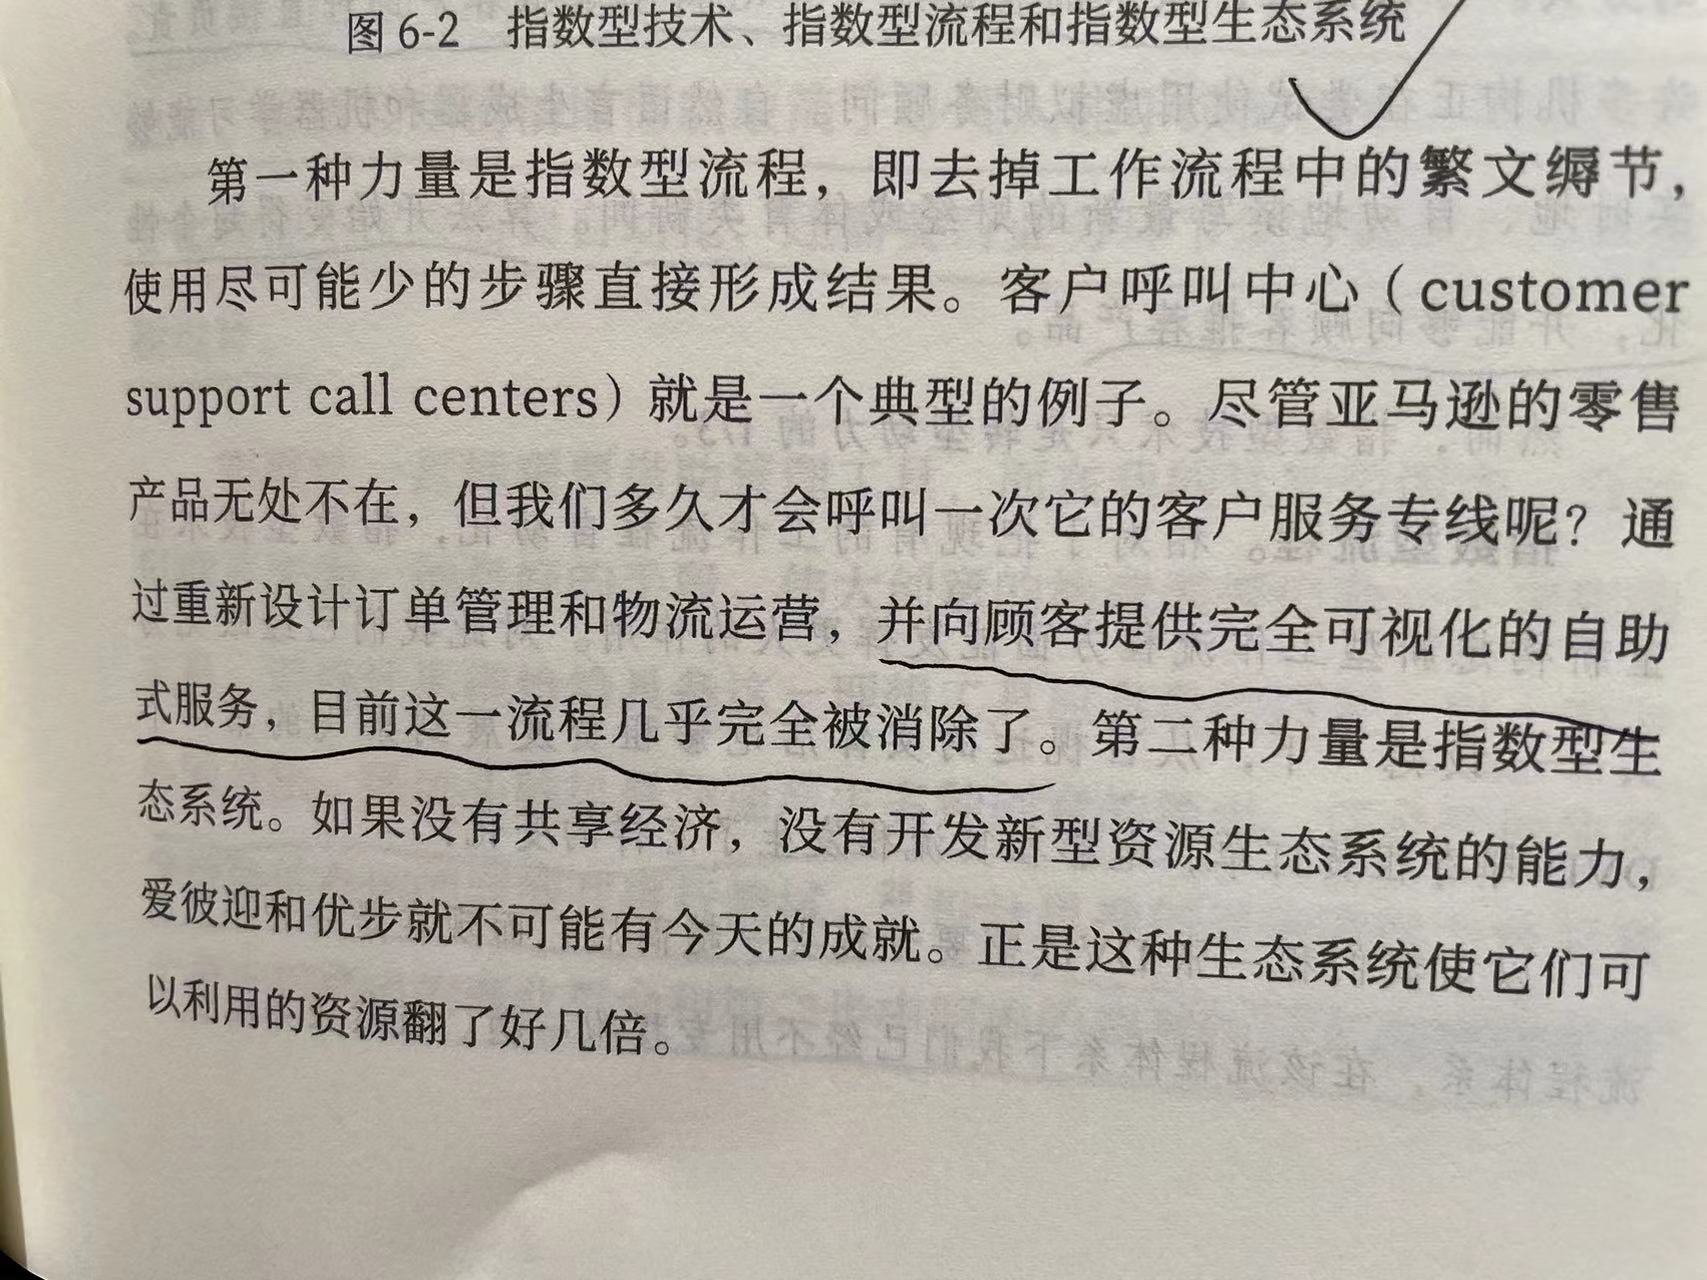 图 6-2 指数型技术、指数型流程和指数型生态系统
第一种力量是指数型流程，即去掉工作流程中的繁文缛节，
使用尽可能少的步骤直接形成结果。客户呼叫中心（customer
support call centers）就是一个典型的例子。尽管亚马逊的零售
产品无处不在，但我们多久才会呼叫一次它的客户服务专线呢？通
过重新设计订单管理和物流运营，并向顾客提供完全可视化的自助
式服务，目前这一流程几乎完全被消除了。第二种力量是指数型生
态系统。如果没有共享经济，没有开发新型资源生态系统的能力，
爱彼迎和优步就不可能有今天的成就。正是这种生态系统使它们可
以利用的资源翻了好几倍。